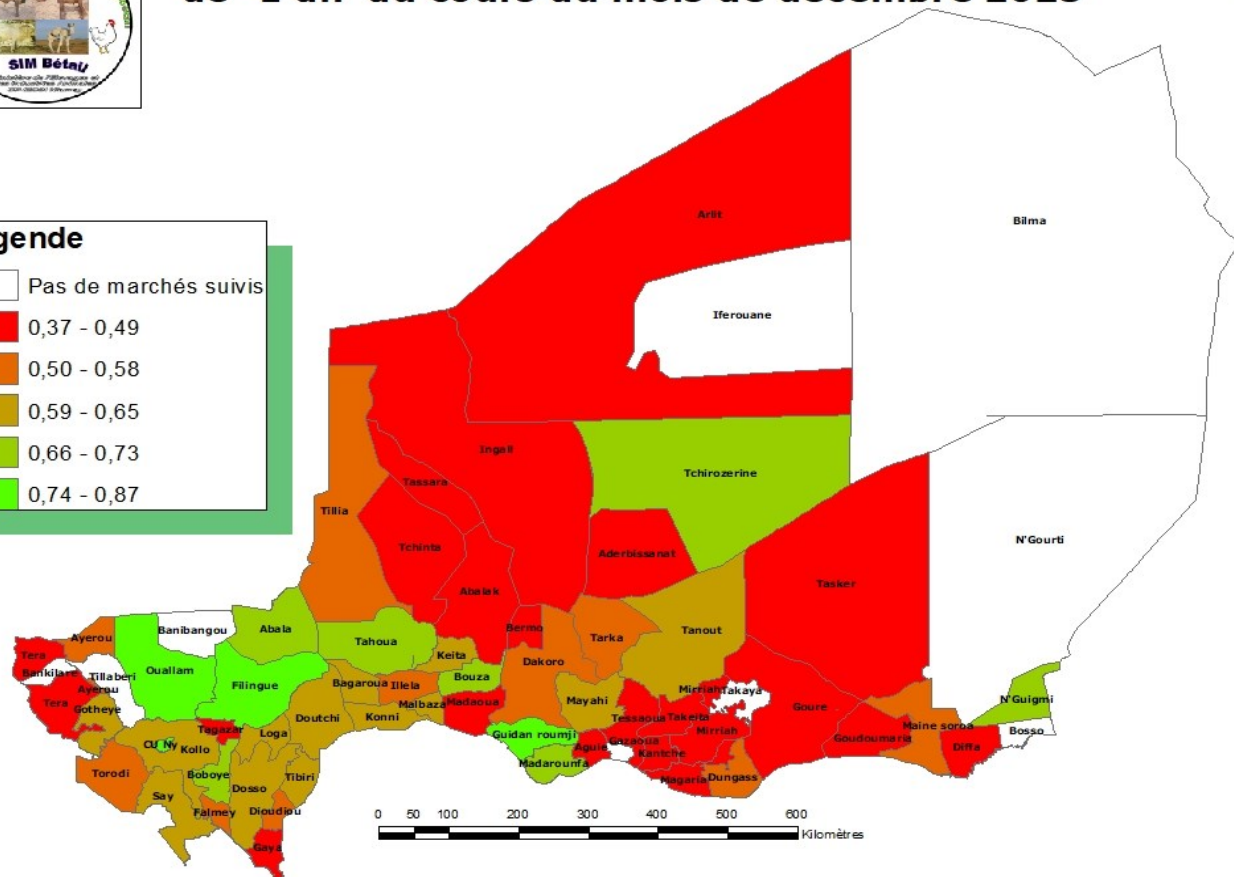 SIM Bétail
gende
Pas de marchés suivis
0,37 - 0,49
0,50 - 0,58
0,59 - 0,65
0,66 - 0,73
0,74 - 0,87
Arlit
Bilma
Iferouane
Ingall
Tchirozerine
Tassara
Tillia
N'Gourti
Tchinta
Aderbissanat
Tasker
Abalak
Abala
Banibangou
Bermo
Tarka
Tanout
Ayerou
Tahoua
Tera
Keita
Dakoro
Bankilare
Tillaberi
Ouallam
Filingue
Bagaroua
Illela
Bouza
Ayerou
Mirriah
Takaya
N'Guigmi
Tera
Gotheye
Malbaza
Madaoua
Mayahi
Goure
Doutchi
Konni
Tessaoua
Takeita
Maine soroa
Tagazar
Loga
Guidan roumji
Mirriah
Bosso
CU Ny
Kollo
Aguie
Gazaoua
Goudoumaria
Diffa
Kantche
Madarounfa
Torodi
Boboye
Tibiri
Magaria
Dungass
Say
Dosso
Falmey
Dioudiou
Gaya
0 50 100 200 300 400 500 600
Kilomètres